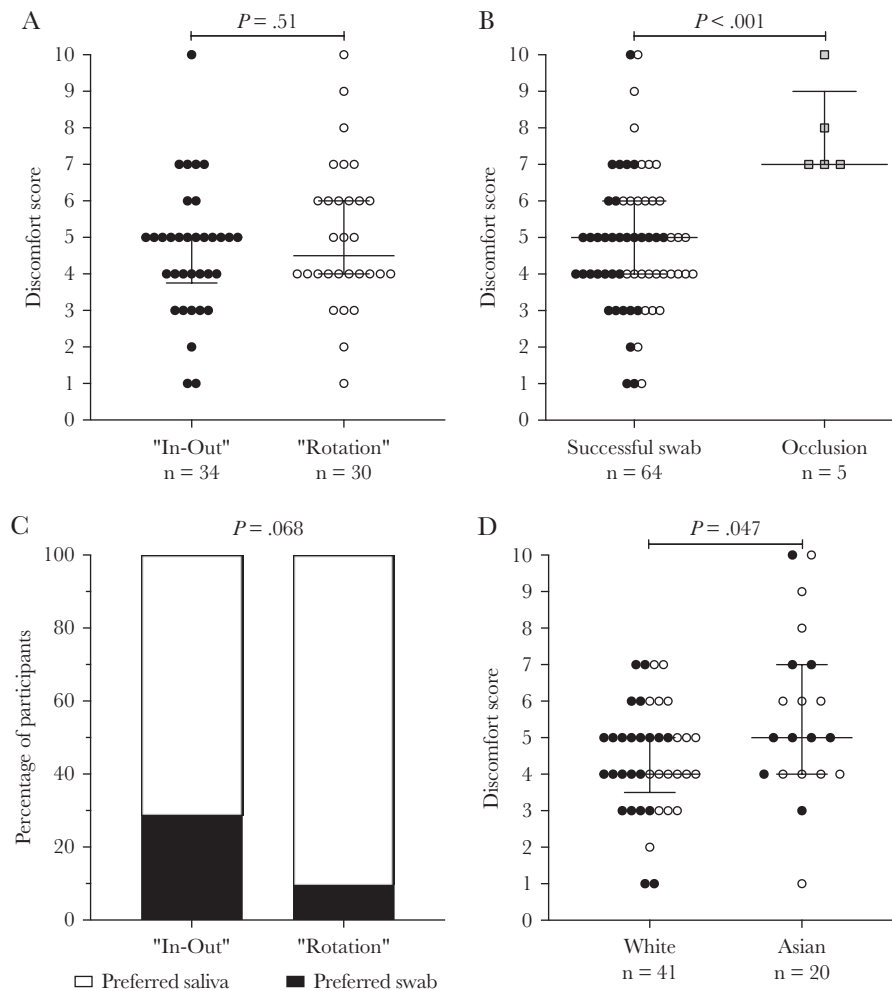 A
P = .51
Discomfort score
10
9
8
7
6
5
4
3
2
1
0
"In-Out"
n = 34
"Rotation"
n = 30
B
P < .001
Discomfort score
10
9
8
7
6
5
4
3
2
1
0
Successful swab
n = 64
Occlusion
n = 5
C
P = .068
Percentage of participants
100
80
60
40
20
0
"In-Out"
"Rotation"
Preferred saliva
Preferred swab
D
P = .047
Discomfort score
10
9
8
7
6
5
4
3
2
1
0
White
n = 41
Asian
n = 20